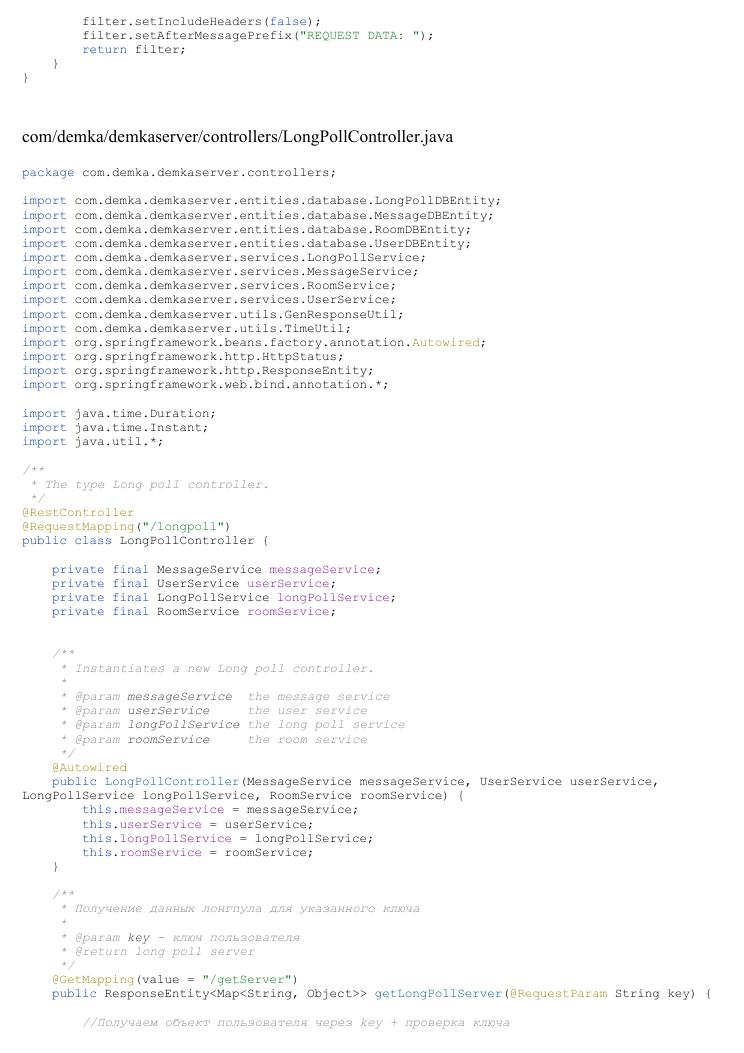 filter.setIncludeHeaders(false);
        filter.setAfterMessagePrefix("REQUEST DATA: ");
        return filter;
    }
}
com/demka/demkaserver/controllers/LongPollController.java
package com.demka.demkaserver.controllers;
import com.demka.demkaserver.entities.database.LongPollDBEntity;
import com.demka.demkaserver.entities.database.MessageDBEntity;
import com.demka.demkaserver.entities.database.RoomDBEntity;
import com.demka.demkaserver.entities.database.UserDBEntity;
import com.demka.demkaserver.services.LongPollService;
import com.demka.demkaserver.services.MessageService;
import com.demka.demkaserver.services.RoomService;
import com.demka.demkaserver.services.UserService;
import com.demka.demkaserver.utils.GenResponseUtil;
import com.demka.demkaserver.utils.TimeUtil;
import org.springframework.beans.factory.annotation.Autowired;
import org.springframework.http.HttpStatus;
import org.springframework.http.ResponseEntity;
import org.springframework.web.bind.annotation.*;
import java.time.Duration;
import java.time.Instant;
import java.util.*;
/**
 * The type Long poll controller.
 */
@RestController
@RequestMapping("/longpoll")
public class LongPollController {
    private final MessageService messageService;
    private final UserService userService;
    private final LongPollService longPollService;
    private final RoomService roomService;
    /**
     * Instantiates a new Long poll controller.
     *
     * @param messageService  the message service
     * @param userService     the user service
     * @param longPollService the long poll service
     * @param roomService     the room service
     */
    @Autowired
    public LongPollController(MessageService messageService, UserService userService,
LongPollService longPollService, RoomService roomService) {
        this.messageService = messageService;
        this.userService = userService;
        this.longPollService = longPollService;
        this.roomService = roomService;
    }
    /**
     * Получение данных лонгпула для указанного ключа
     *
     * @param key - ключ пользователя
     * @return long poll server
     */
    @GetMapping(value = "/getServer")
    public ResponseEntity<Map<String, Object>> getLongPollServer(@RequestParam String key) {
        //Получаем объект пользователя через key + проверка ключа